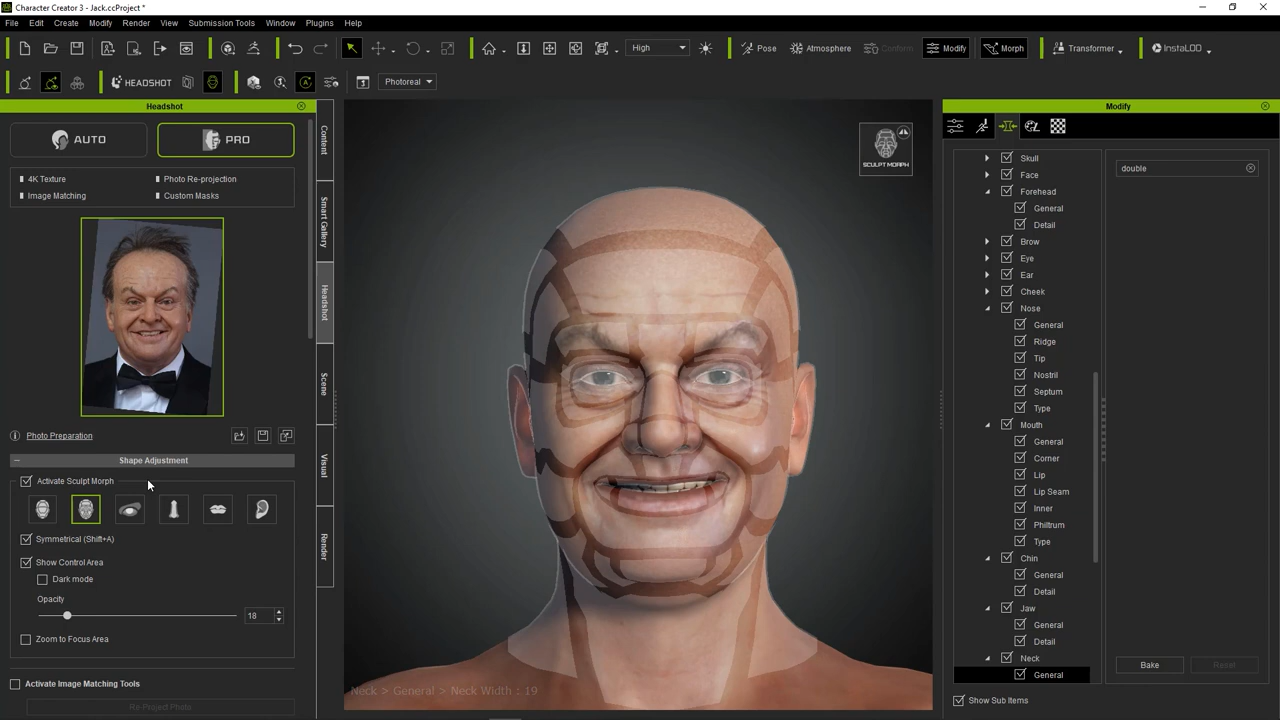 Character Creator 3 - Jack.ccProject *
File Edit Create Modify Render View Submission Tools Window Plugins Help
High Pose Atmosphere Conform Modify Morph Transformer InstaLOD
HEADSHOT Photoreal
Headshot
AUTO PRO
4K Texture Photo Re-projection
Image Matching Custom Masks
Photo Preparation
Shape Adjustment
Activate Sculpt Morph
Symmetrical (Shift+A)
Show Control Area
Dark mode
Opacity
18
Zoom to Focus Area
Activate Image Matching Tools
Re-Project Photo
Content
Smart Gallery
Headshot
Scene
Visual
Render
SCULPT MORPH
Neck > General > Neck Width : 19
Modify
Skull
Face
Forehead
General
Detail
Brow
Eye
Ear
Cheek
Nose
General
Ridge
Tip
Nostril
Septum
Type
Mouth
General
Corner
Lip
Lip Seam
Inner
Philtrum
Type
Chin
General
Detail
Jaw
General
Detail
Neck
General
Show Sub Items
double
Bake Reset